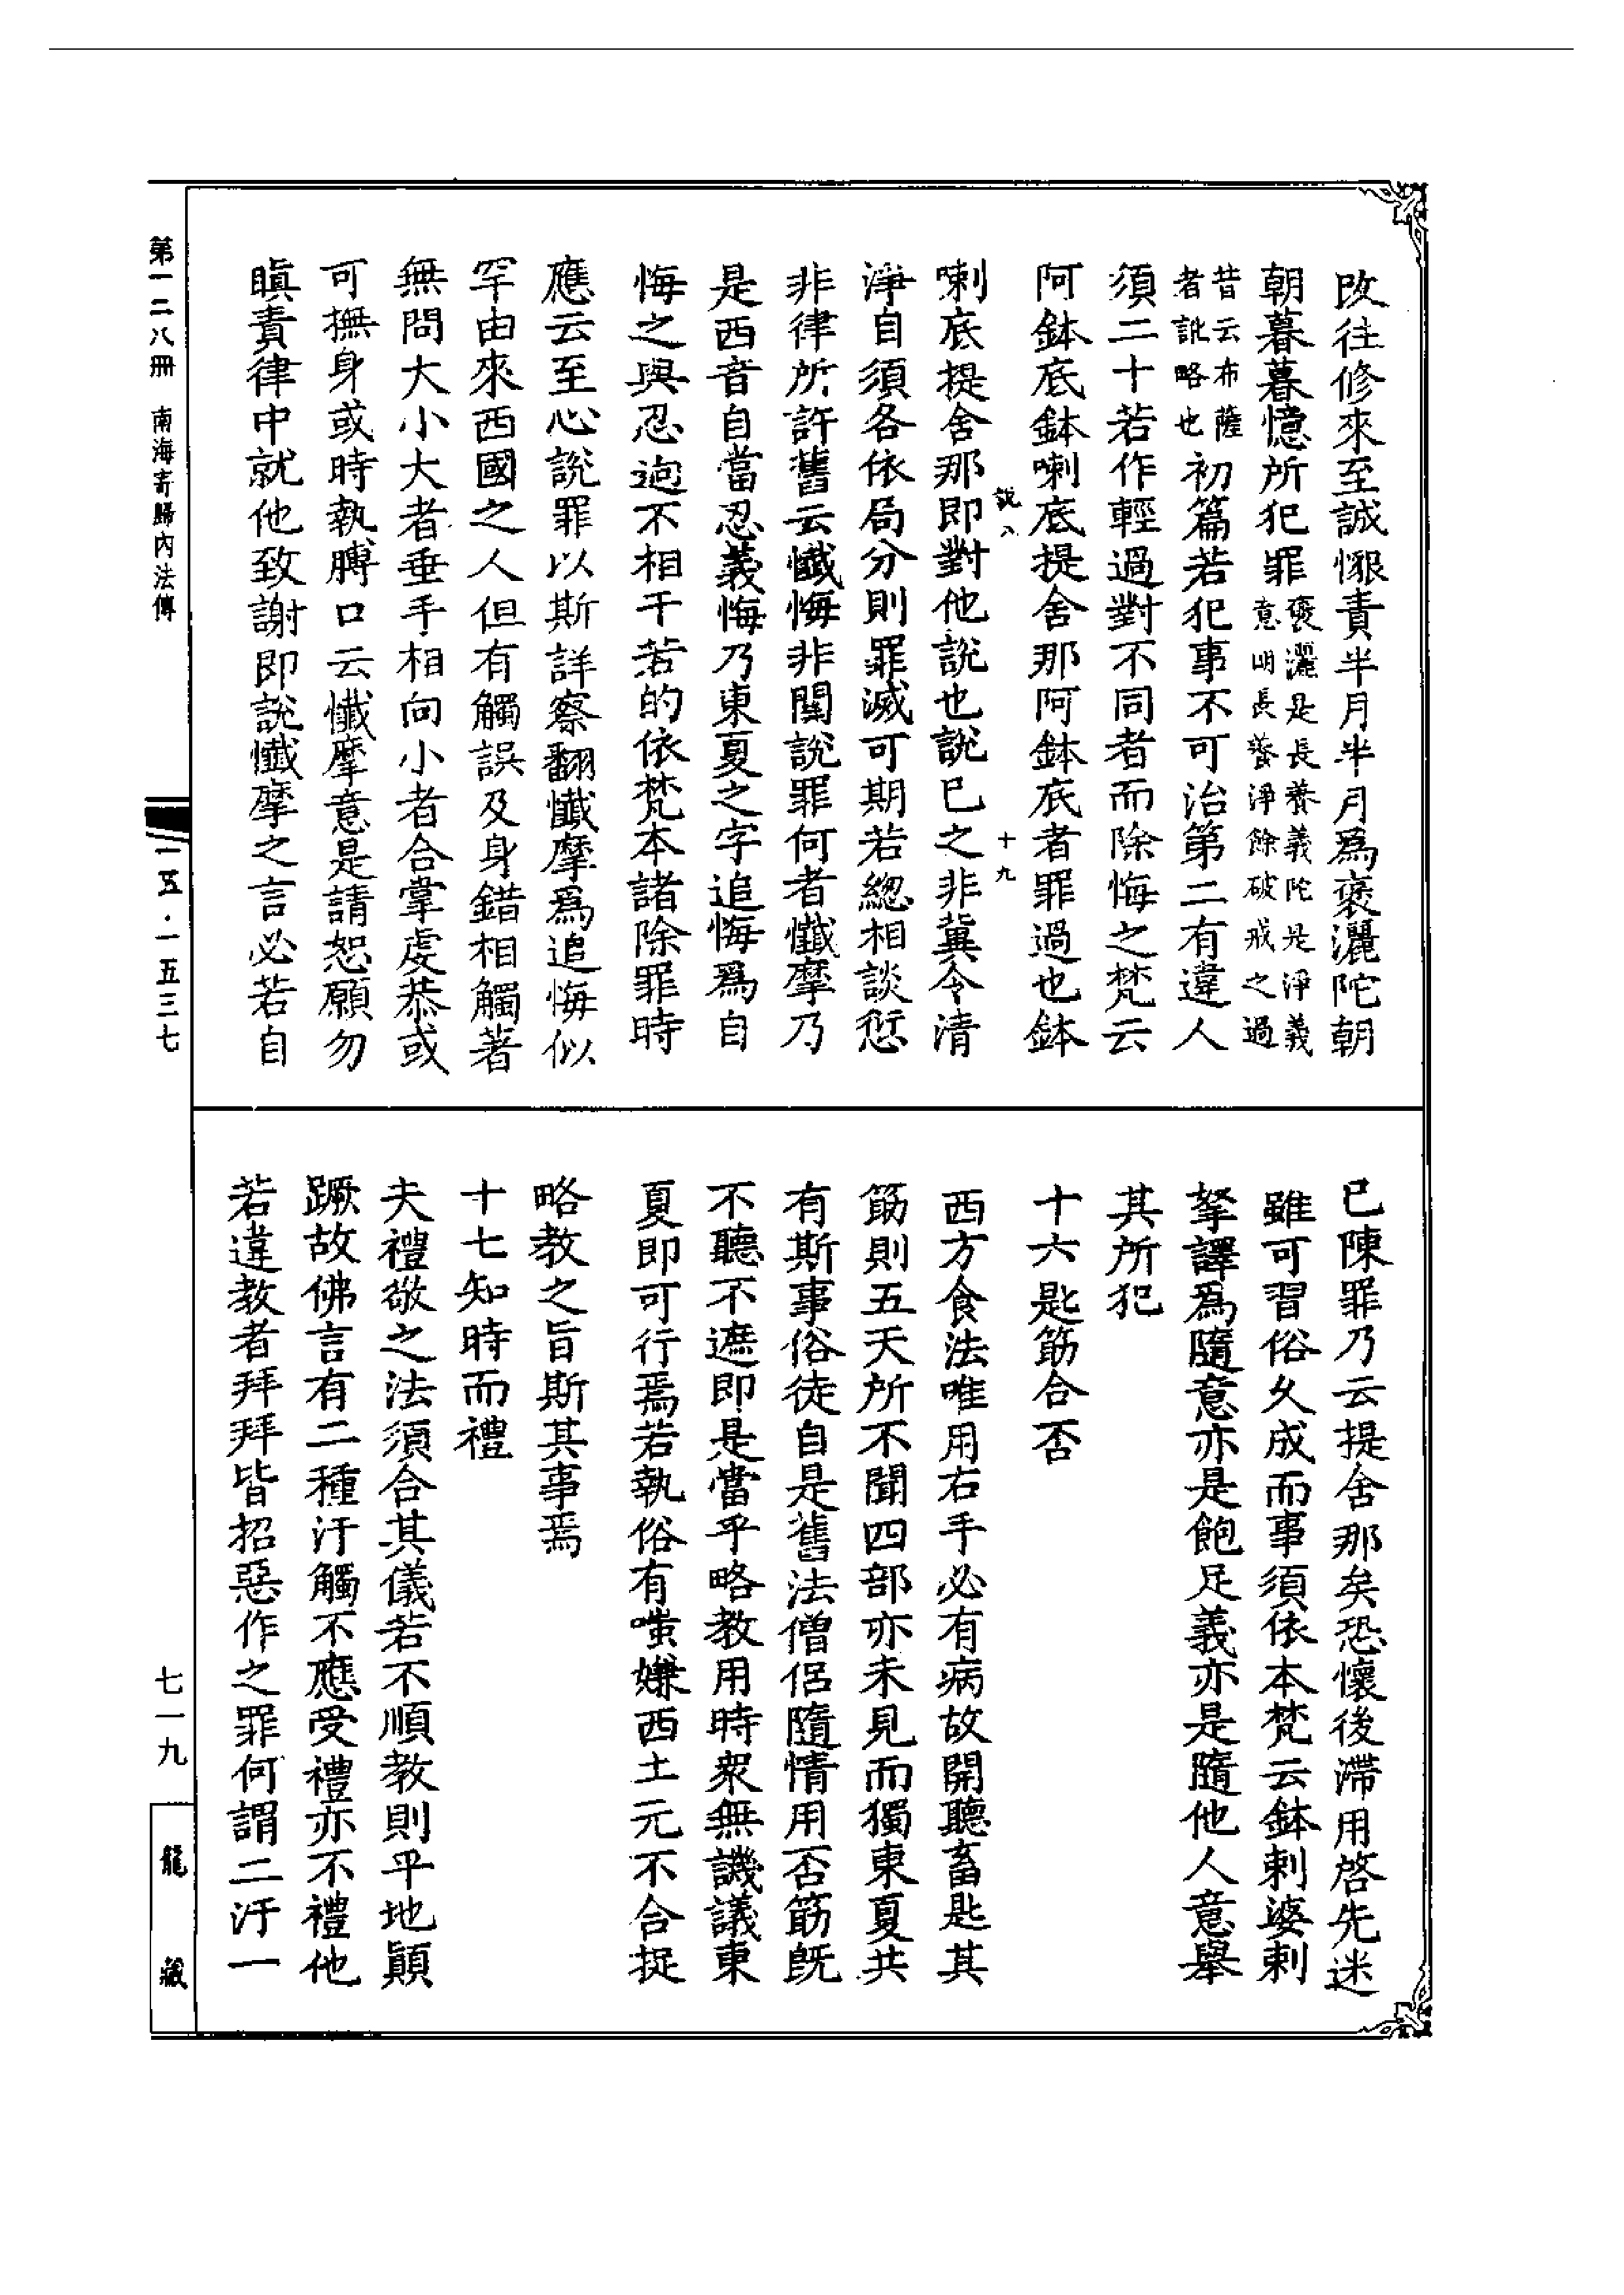 改往修來至誠懇責半月半月爲褒灑陀朝
朝暮暮憶所犯罪褒灑是長養義陀是淨義意明長養淨除破戒之過
昔云布薩者訛略也初篇若犯事不可治第二有違人
須二十若作輕過對不同者而除悔之梵云
阿鉢底鉢喇底提舍那阿鉢底者罪過也鉢
說八 十九
喇底提舍那即對他說也說已之非冀令清
淨自須各依局分則罪滅可期若總相談愆
非律所許舊云懺悔非關說罪何者懺摩乃
是西音自當忍義悔乃東夏之字追悔爲自
悔之與忍逈不相干若的依梵本諸除罪時
應云至心說罪以斯詳察翻懺摩爲追悔似
罕由來西國之人但有觸誤及身錯相觸著
無問大小大者垂手相向小者合掌虔恭或
可撫身或時執膊口云懺摩意是請恕願勿
瞋責律中就他致謝即說懺摩之言必若自
已陳罪乃云提舍那矣恐懷後滯用啓先迷
雖可習俗久成而事須依本梵云鉢剌婆剌
拏譯爲隨意亦是飽足義亦是隨他人意舉
其所犯
十六匙筯合否
西方食法唯用右手必有病故開聽畜匙其
筯則五天所不聞四部亦未見而獨東夏共
有斯事俗徒自是舊法僧侶隨情用否筯旣
不聽不遮即是當乎略教用時衆無譏議東
夏即可行焉若執俗有嗤嫌西土元不合捉
略教之旨斯其事焉
十七知時而禮
夫禮敬之法須合其儀若不順教則平地顚
蹶故佛言有二種汙觸不應受禮亦不禮他
若違教者拜拜皆招惡作之罪何謂二汙一
第一二八冊 南海寄歸內法傳
一五·一五三七
七一九
龍藏